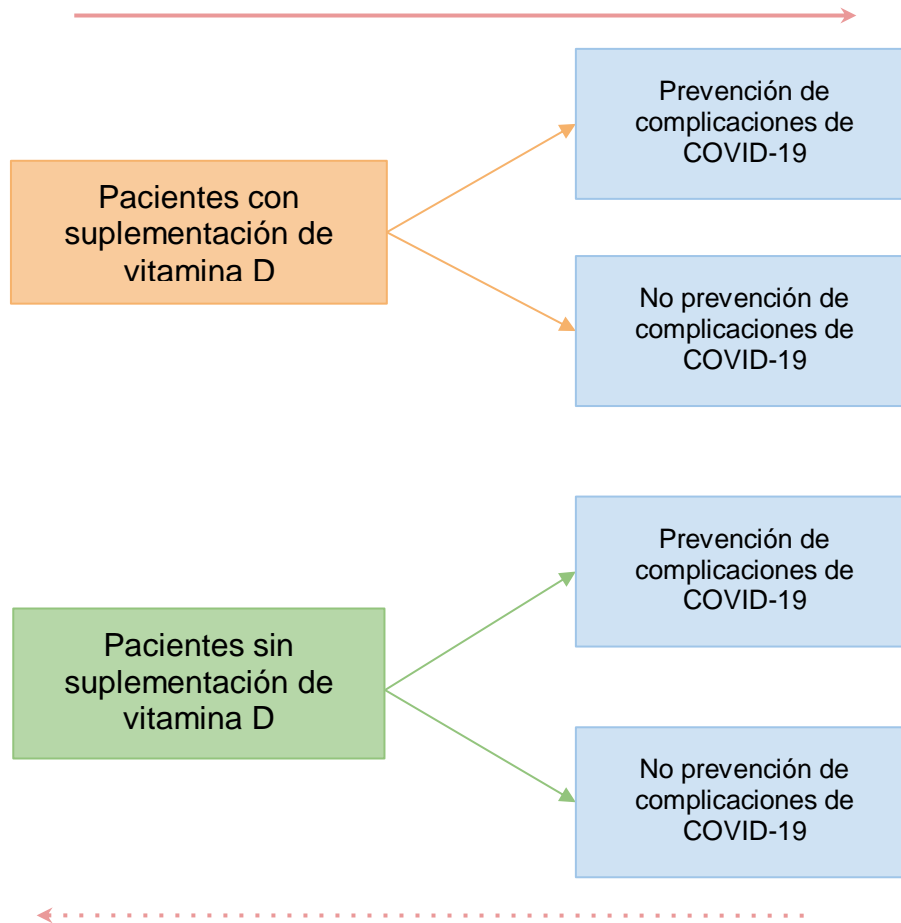 Prevención de
complicaciones de
COVID-19
Pacientes con
suplementación de
vitamina D
No prevención de
complicaciones de
COVID-19
Prevención de
complicaciones de
COVID-19
Pacientes sin
suplementación de
vitamina D
No prevención de
complicaciones de
COVID-19